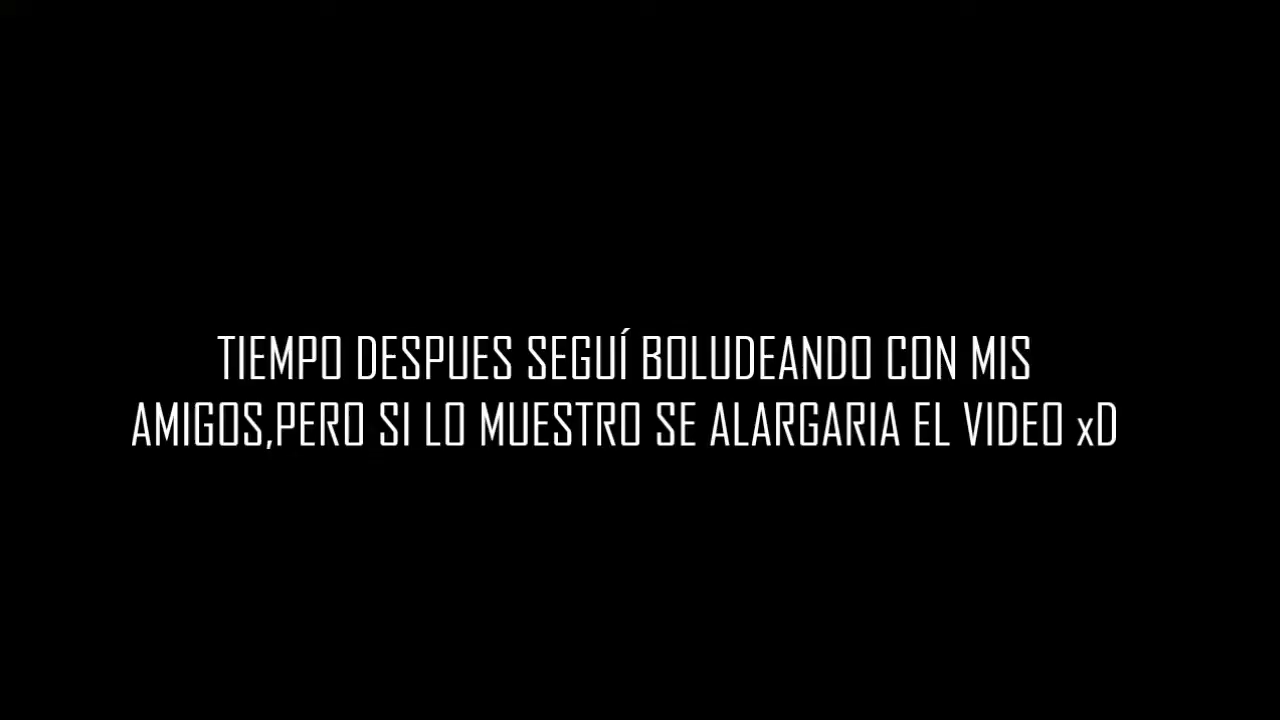 TIEMPO DESPUES SEGUÍ BOLUDEANDO CON MIS
AMIGOS,PERO SI LO MUESTRO SE ALARGARIA EL VIDEO xD